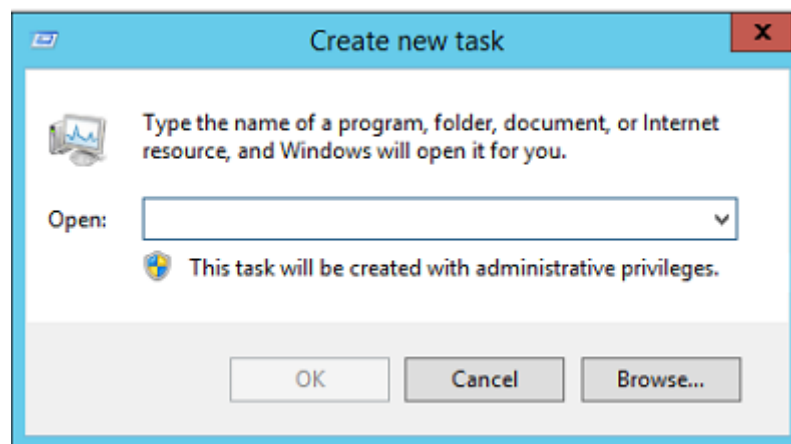 Create new task
x
Type the name of a program, folder, document, or Internet
resource, and Windows will open it for you.
Open:
This task will be created with administrative privileges.
OK Cancel Browse...